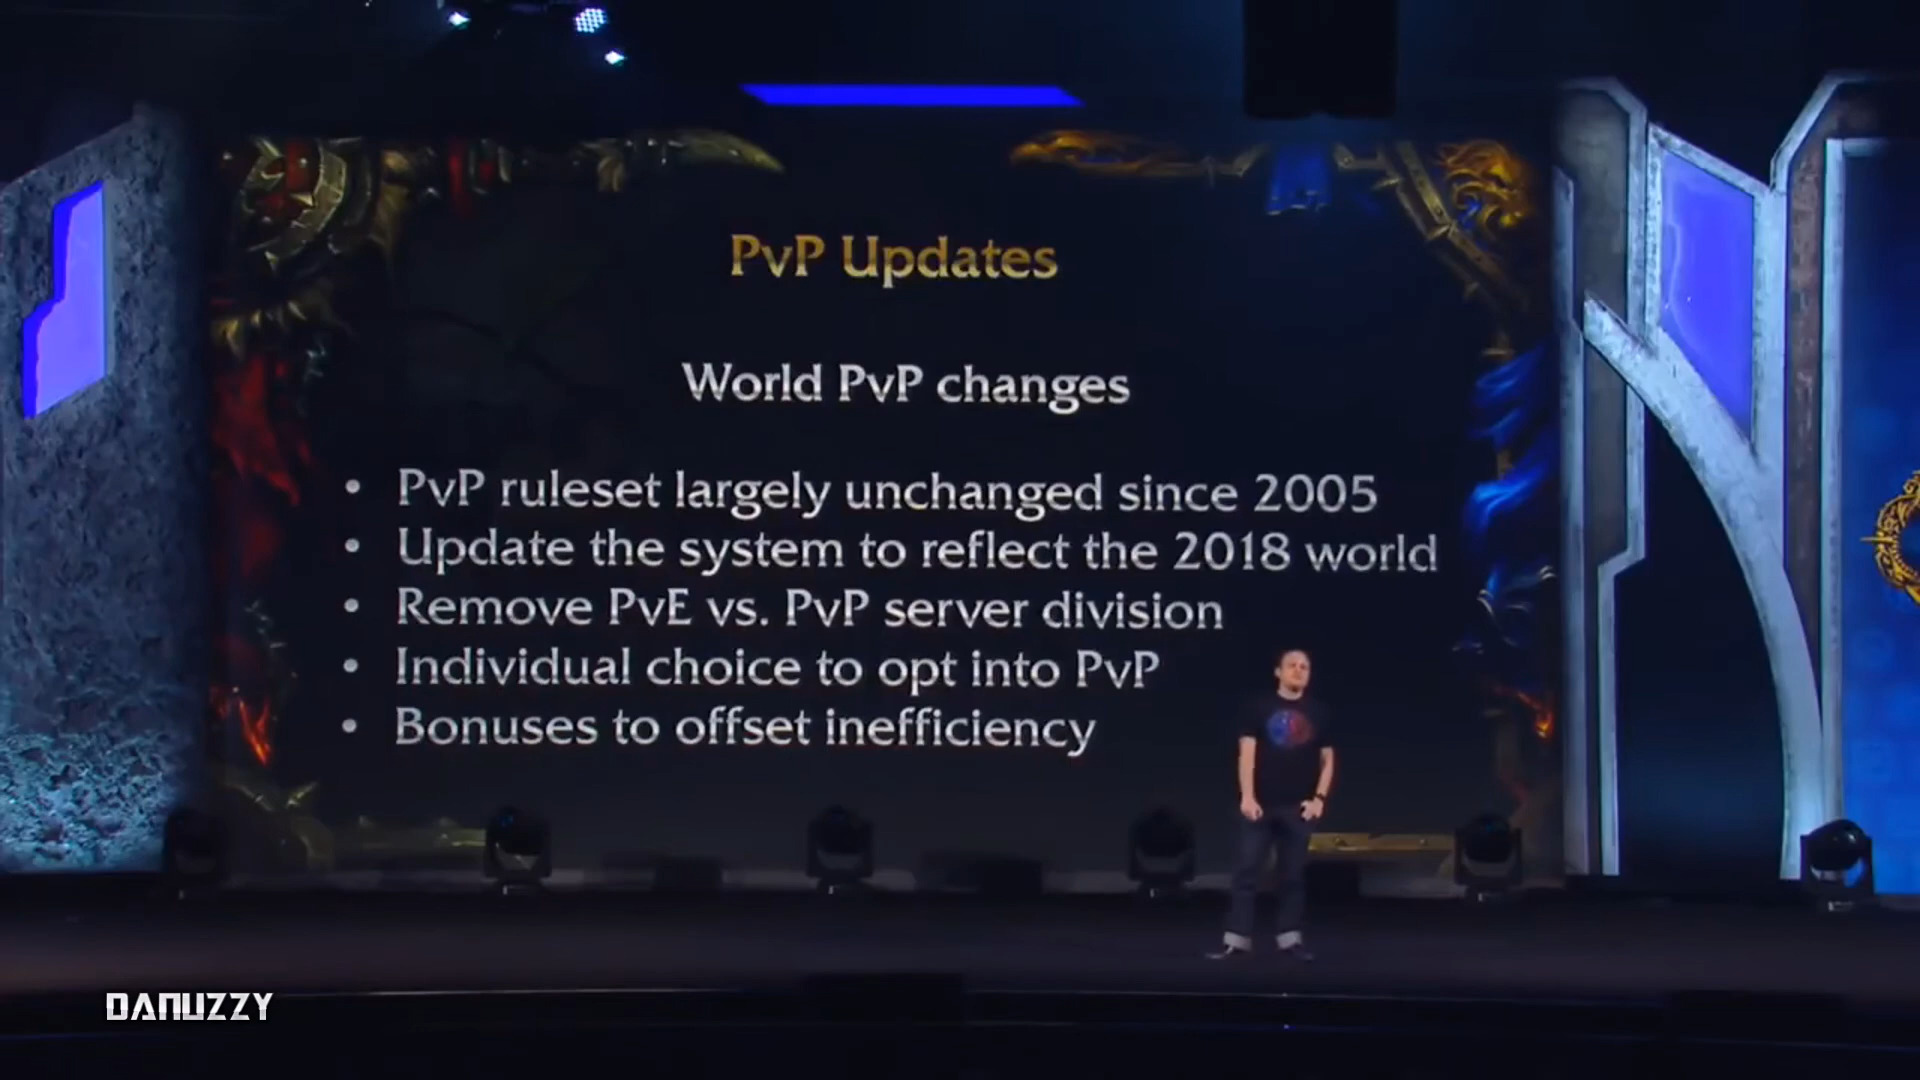 PvP Updates
World PvP changes
• PvP ruleset largely unchanged since 2005
• Update the system to reflect the 2018 world
• Remove PvE vs. PvP server division
• Individual choice to opt into PvP
• Bonuses to offset inefficiency
DANUZZY